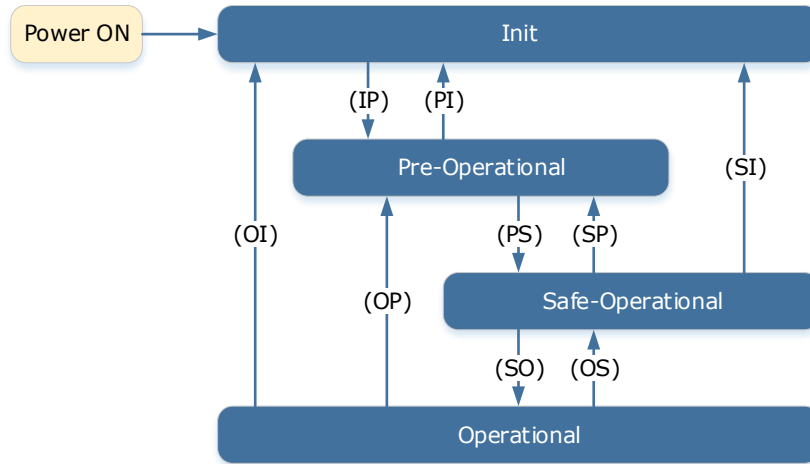 Power ON
Init
(IP)
(PI)
Pre-Operational
(SI)
(OI)
(PS)
(SP)
(OP)
Safe-Operational
(SO)
(OS)
Operational